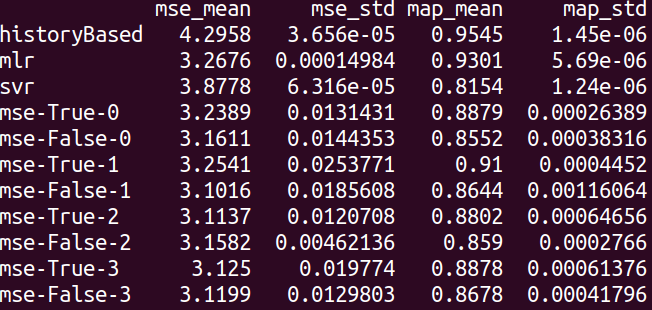 mse_mean mse_std map_mean map_std
historyBased 4.2958 3.656e-05 0.9545 1.45e-06
mlr 3.2676 0.00014984 0.9301 5.69e-06
svr 3.8778 6.316e-05 0.8154 1.24e-06
mse-True-0 3.2389 0.0131431 0.8879 0.00026389
mse-False-0 3.1611 0.0144353 0.8552 0.00038316
mse-True-1 3.2541 0.0253771 0.91 0.0004452
mse-False-1 3.1016 0.0185608 0.8644 0.00116064
mse-True-2 3.1137 0.0120708 0.8802 0.00064656
mse-False-2 3.1582 0.00462136 0.859 0.0002766
mse-True-3 3.125 0.019774 0.8878 0.00061376
mse-False-3 3.1199 0.0129803 0.8678 0.00041796